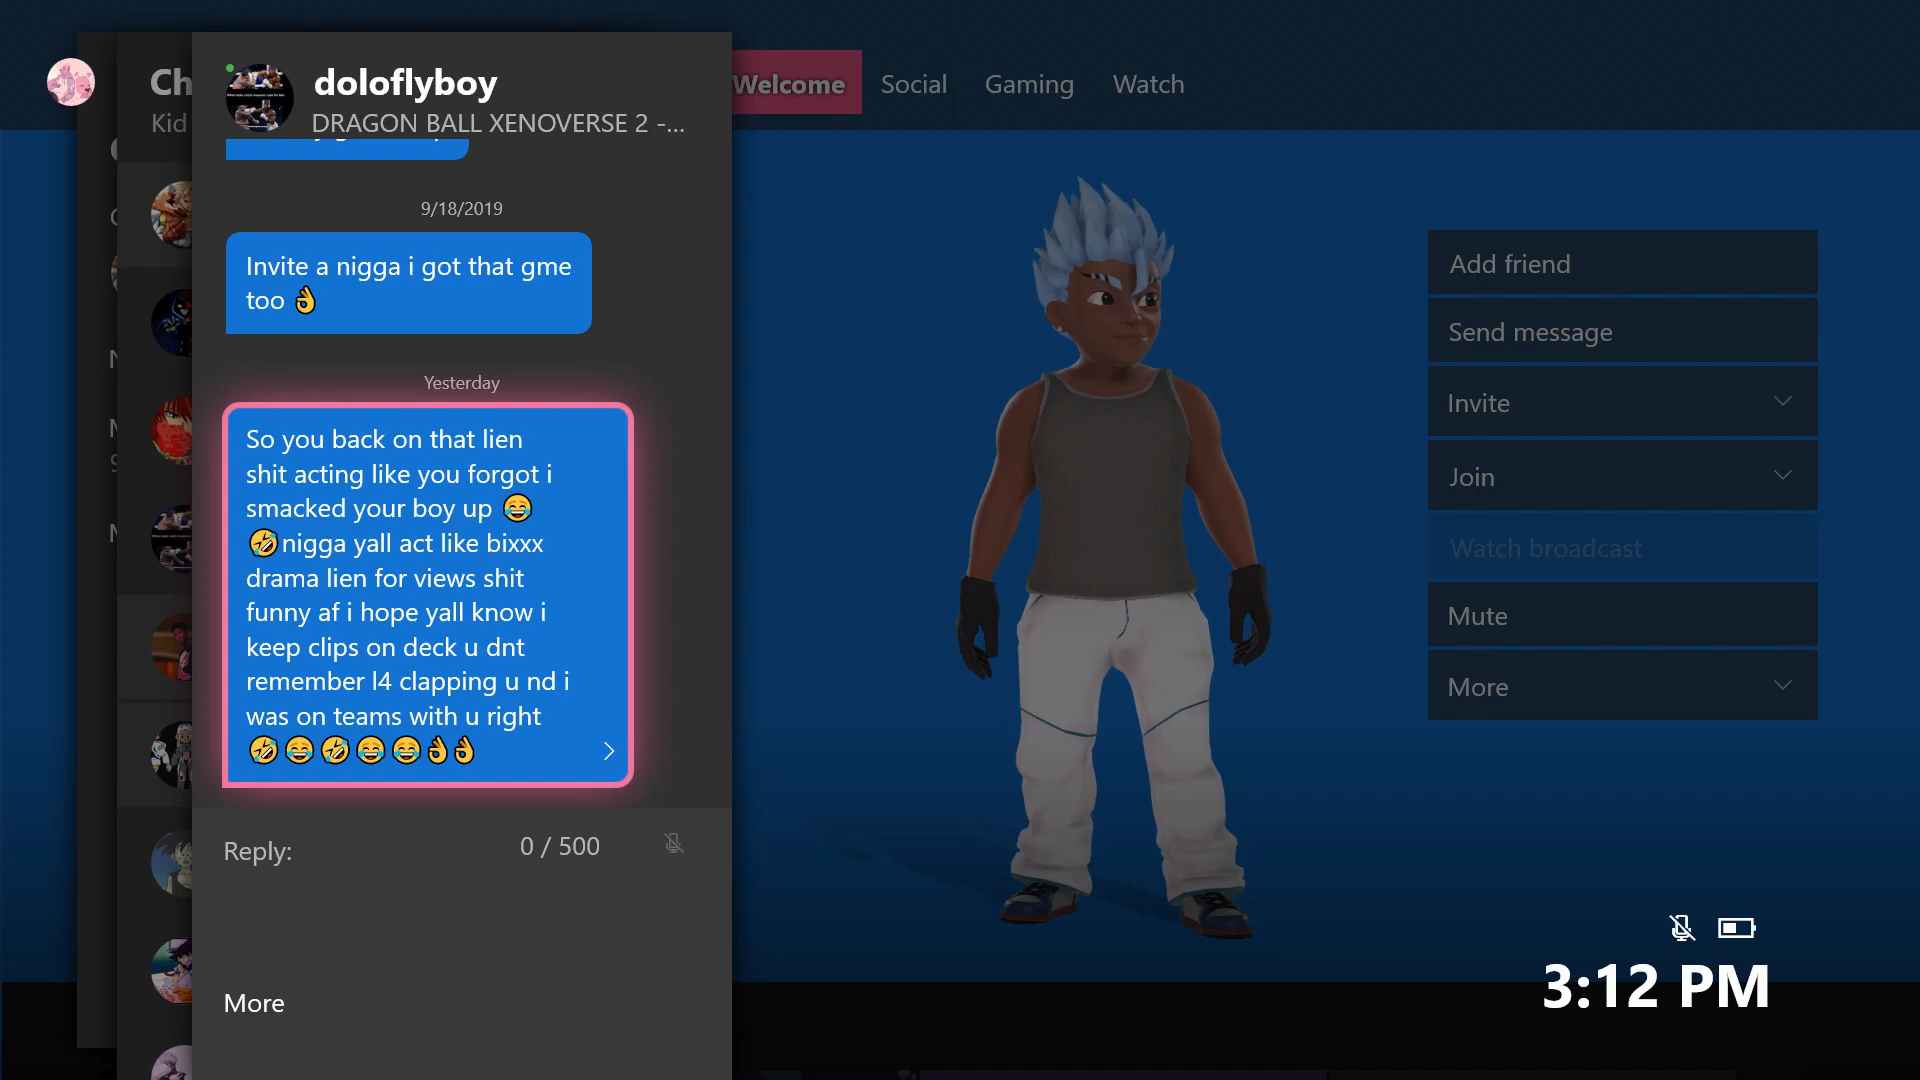 Ch
Kid
doloflyboy
DRAGON BALL XENOVERSE 2 -...
9/18/2019
Invite a nigga i got that gme
too 👌
Yesterday
So you back on that lien
shit acting like you forgot i
smacked your boy up 😂
🤣nigga yall act like bixxx
drama lien for views shit
funny af i hope yall know i
keep clips on deck u dnt
remember l4 clapping u nd i
was on teams with u right
🤣😂🤣😂😂👌👌
Reply:
0 / 500
More
Welcome
Social
Gaming
Watch
Add friend
Send message
Invite
Join
Watch broadcast
Mute
More
3:12 PM